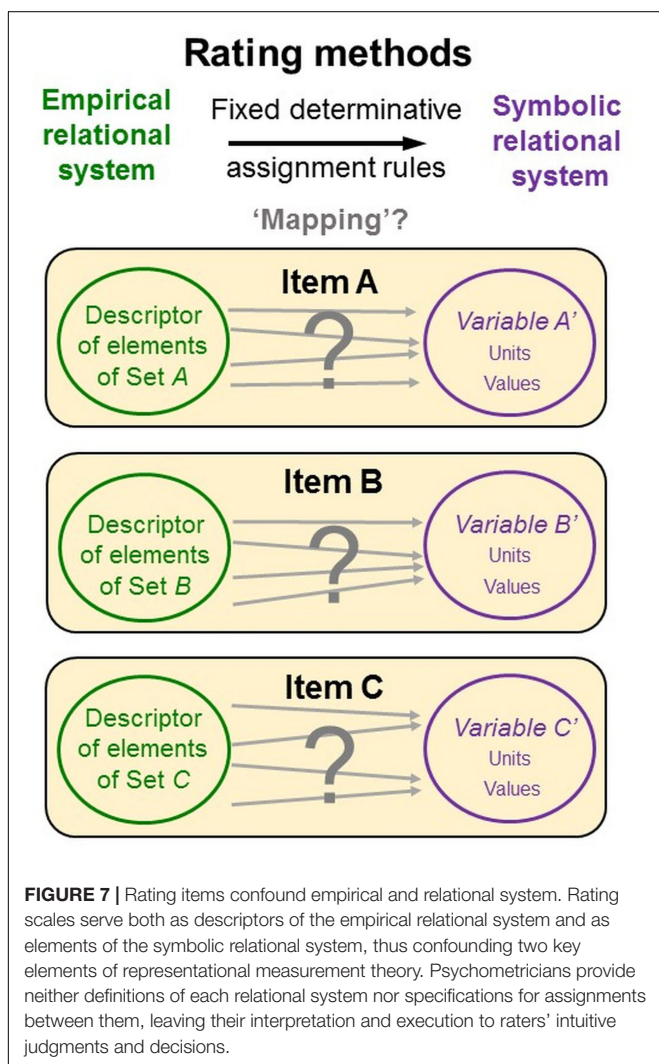 Rating methods
Empirical
relational
system
Fixed determinative
assignment rules
Symbolic
relational
system
‘Mapping’?
Item A
Descriptor
of elements
of Set A
?
Variable A’
Units
Values
Item B
Descriptor
of elements
of Set B
?
Variable B’
Units
Values
Item C
Descriptor
of elements
of Set C
?
Variable C’
Units
Values
FIGURE 7 | Rating items confound empirical and relational system. Rating
scales serve both as descriptors of the empirical relational system and as
elements of the symbolic relational system, thus confounding two key
elements of representational measurement theory. Psychometricians provide
neither definitions of each relational system nor specifications for assignments
between them, leaving their interpretation and execution to raters’ intuitive
judgments and decisions.